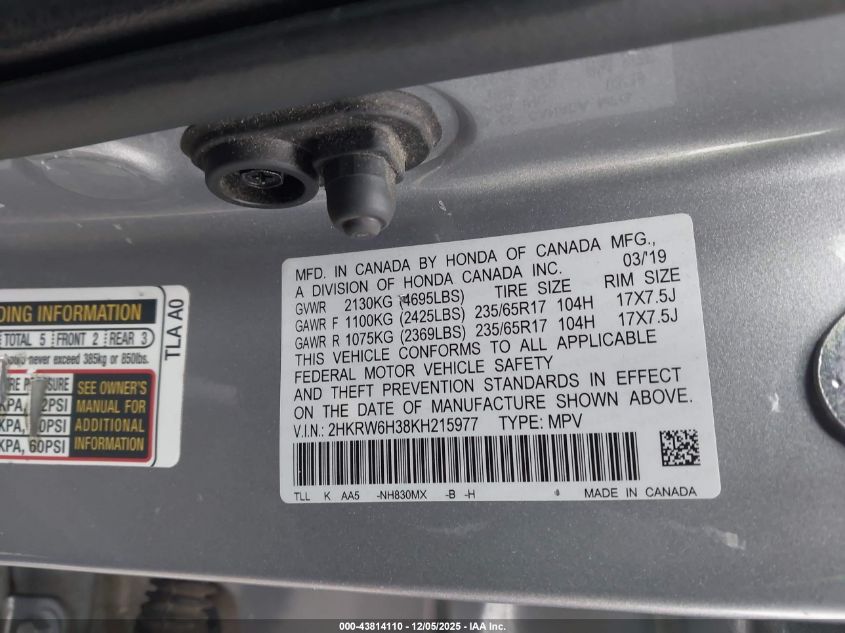 MFD. IN CANADA BY HONDA OF CANADA MFG.,
A DIVISION OF HONDA CANADA INC. 03/'19
GVWR 2130KG (4695LBS) TIRE SIZE RIM SIZE
GAWR F 1100KG (2425LBS) 235/65R17 104H 17X7.5J
GAWR R 1075KG (2369LBS) 235/65R17 104H 17X7.5J
THIS VEHICLE CONFORMS TO ALL APPLICABLE
FEDERAL MOTOR VEHICLE SAFETY
AND THEFT PREVENTION STANDARDS IN EFFECT
ON THE DATE OF MANUFACTURE SHOWN ABOVE.
V.I.N.: 2HKRW6H38KH215977 TYPE: MPV
TLL K AA5 -NH830MX -B -H MADE IN CANADA
INFORMATION
TOTAL 5 FRONT 2 REAR 3
never exceed 385kg or 850lbs.
SEE OWNER'S
MANUAL FOR
ADDITIONAL
INFORMATION
KPA, 60PSI
TLA A0
000-43814110 - 12/05/2025 - IAA Inc.